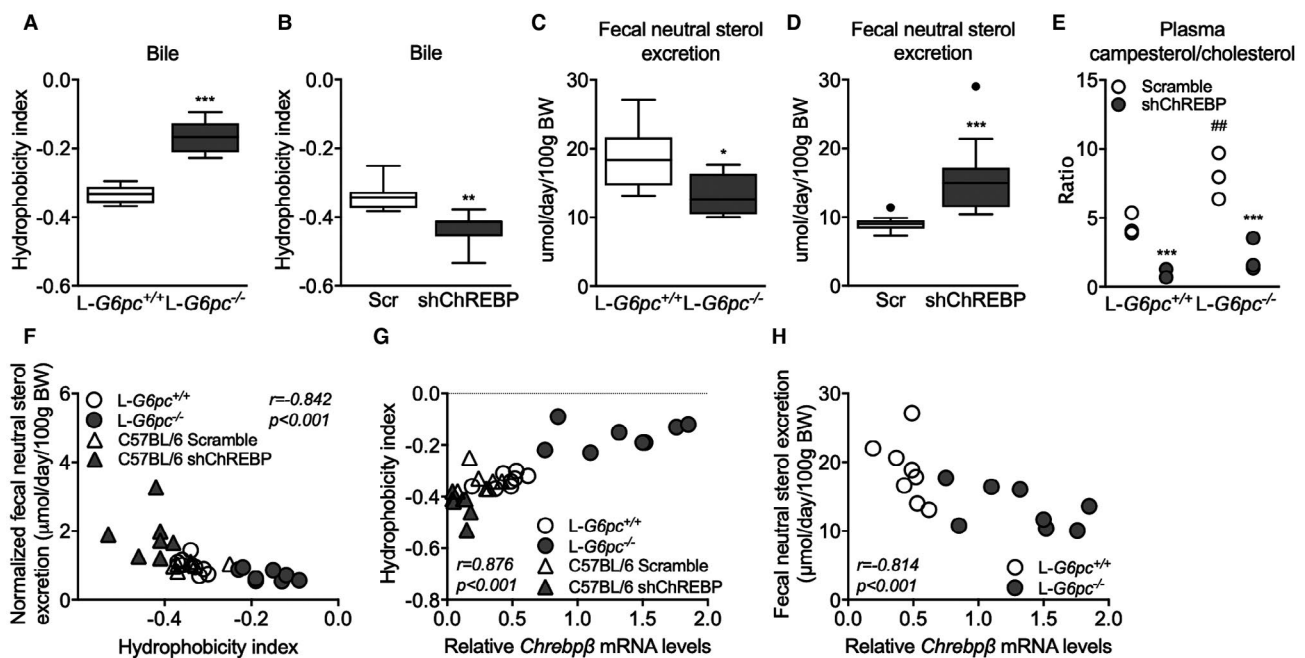 A
Bile
Hydrophobicity index
0.0
-0.2
-0.4
-0.6
***
L-G6pc+/+
L-G6pc-/-
B
Bile
Hydrophobicity index
0.0
-0.2
-0.4
-0.6
**
Scr
shChREBP
C
Fecal neutral sterol
excretion
umol/day/100g BW
30
20
10
0
*
L-G6pc+/+
L-G6pc-/-
D
Fecal neutral sterol
excretion
umol/day/100g BW
30
20
10
0
***
Scr
shChREBP
E
Plasma
campesterol/cholesterol
Ratio
15
10
5
0
Scramble
shChREBP
##
***
***
L-G6pc+/+
L-G6pc-/-
F
Normalized fecal neutral sterol
excretion (μmol/day/100g BW)
6
4
2
0
L-G6pc+/+
L-G6pc-/-
C57BL/6 Scramble
C57BL/6 shChREBP
r=-0.842
p<0.001
-0.4
-0.2
0.0
Hydrophobicity index
G
Hydrophobicity index
0.0
-0.2
-0.4
-0.6
-0.8
r=0.876
p<0.001
L-G6pc+/+
L-G6pc-/-
C57BL/6 Scramble
C57BL/6 shChREBP
0.0
0.5
1.0
1.5
2.0
Relative Chrebpβ mRNA levels
H
Fecal neutral sterol excretion
(μmol/day/100g BW)
30
20
10
0
r=-0.814
p<0.001
L-G6pc+/+
L-G6pc-/-
0.0
0.5
1.0
1.5
2.0
Relative Chrebpβ mRNA levels